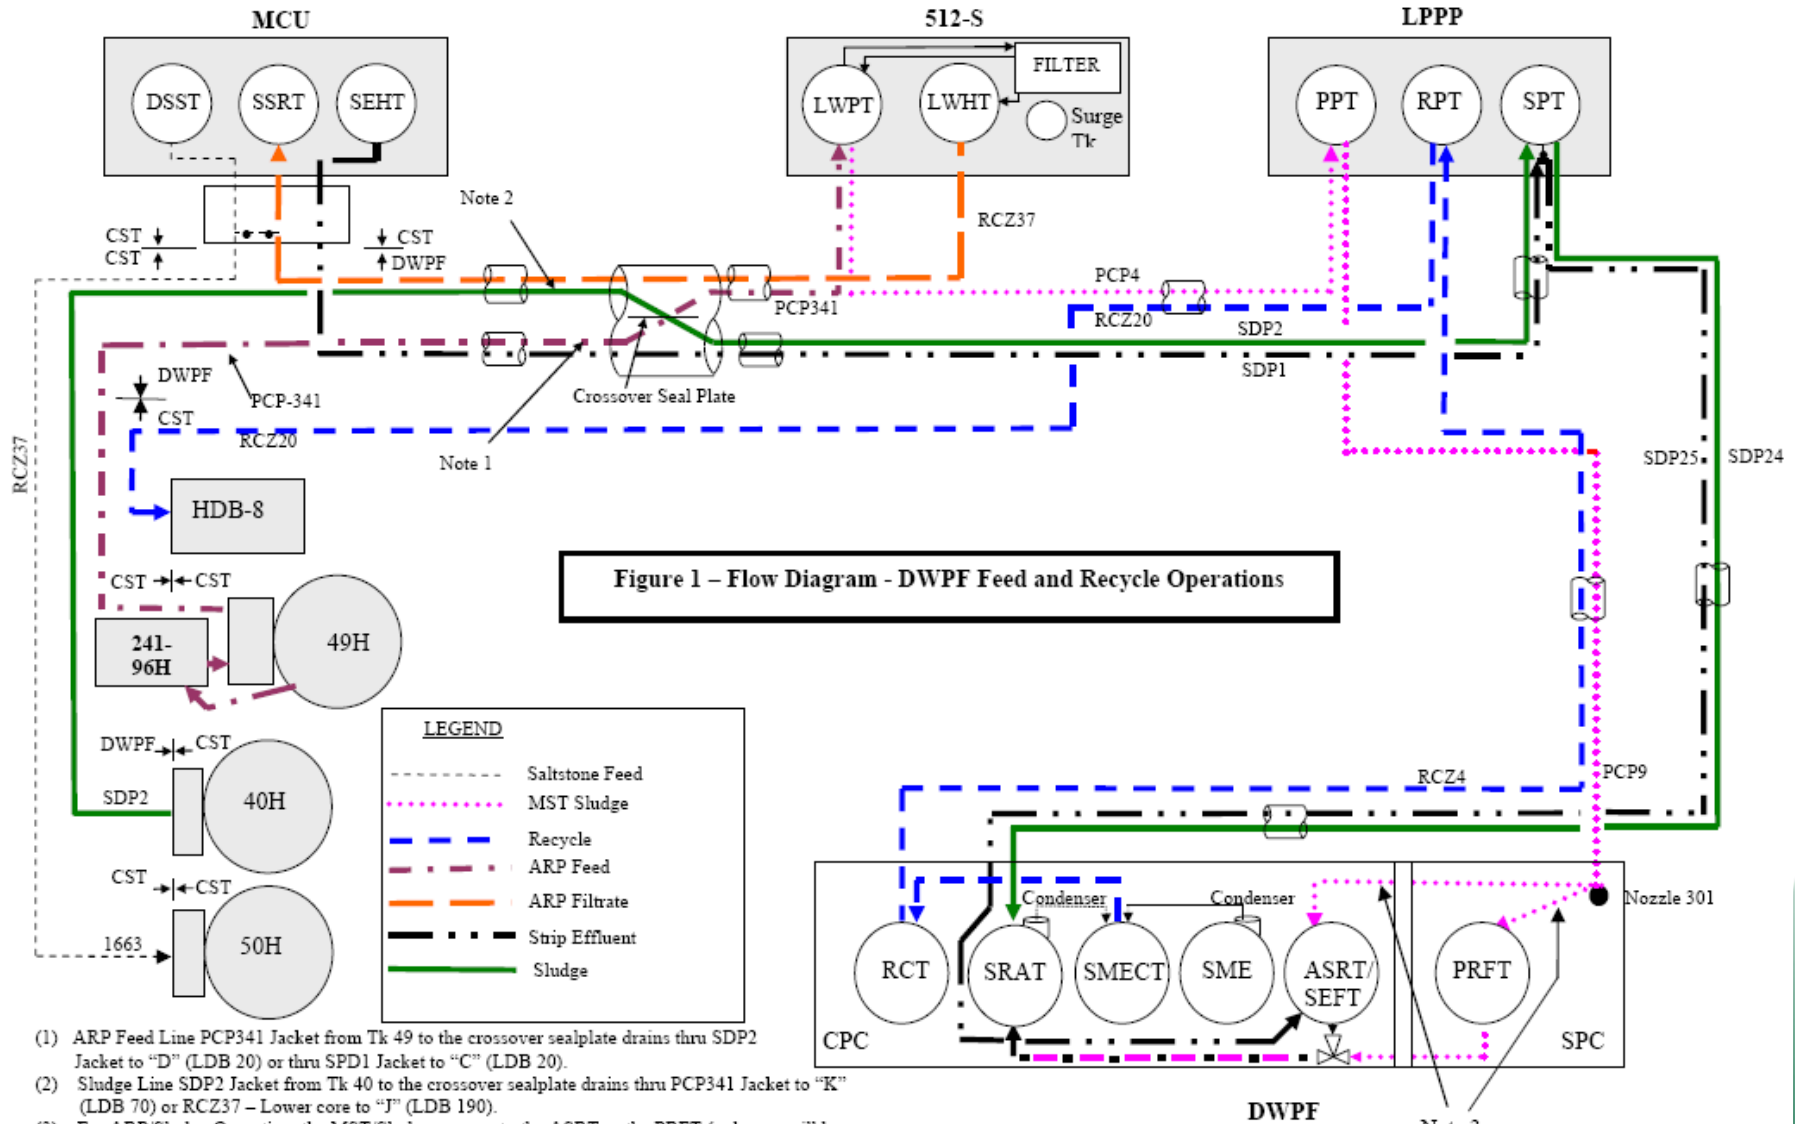 MCU
512-S
LPPP
DSST
SSRT
SEHT
LWPT
LWHT
FILTER
Surge
Tk
PPT
RPT
SPT
Note 2
RCZ37
CST
CST
CST
DWPF
PCP4
PCP341
RCZ20
SDP2
SDP1
Crossover Seal Plate
DWPF
CST
PCP-341
RCZ20
Note 1
RCZ37
SDP25
SDP24
HDB-8
Figure 1 – Flow Diagram - DWPF Feed and Recycle Operations
CST
CST
241-
96H
49H
DWPF
CST
SDP2
40H
CST
CST
1663
50H
LEGEND
Saltstone Feed
MST Sludge
Recycle
ARP Feed
ARP Filtrate
Strip Effluent
Sludge
RCZ4
PCP9
Condenser
Condenser
Nozzle 301
RCT
SRAT
SMECT
SME
ASRT/
SEFT
PRFT
CPC
SPC
DWPF
(1) ARP Feed Line PCP341 Jacket from Tk 49 to the crossover sealplate drains thru SDP2
Jacket to “D” (LDB 20) or thru SPD1 Jacket to “C” (LDB 20).
(2) Sludge Line SDP2 Jacket from Tk 40 to the crossover sealplate drains thru PCP341 Jacket to “K”
(LDB 70) or RCZ37 – Lower core to “J” (LDB 190).